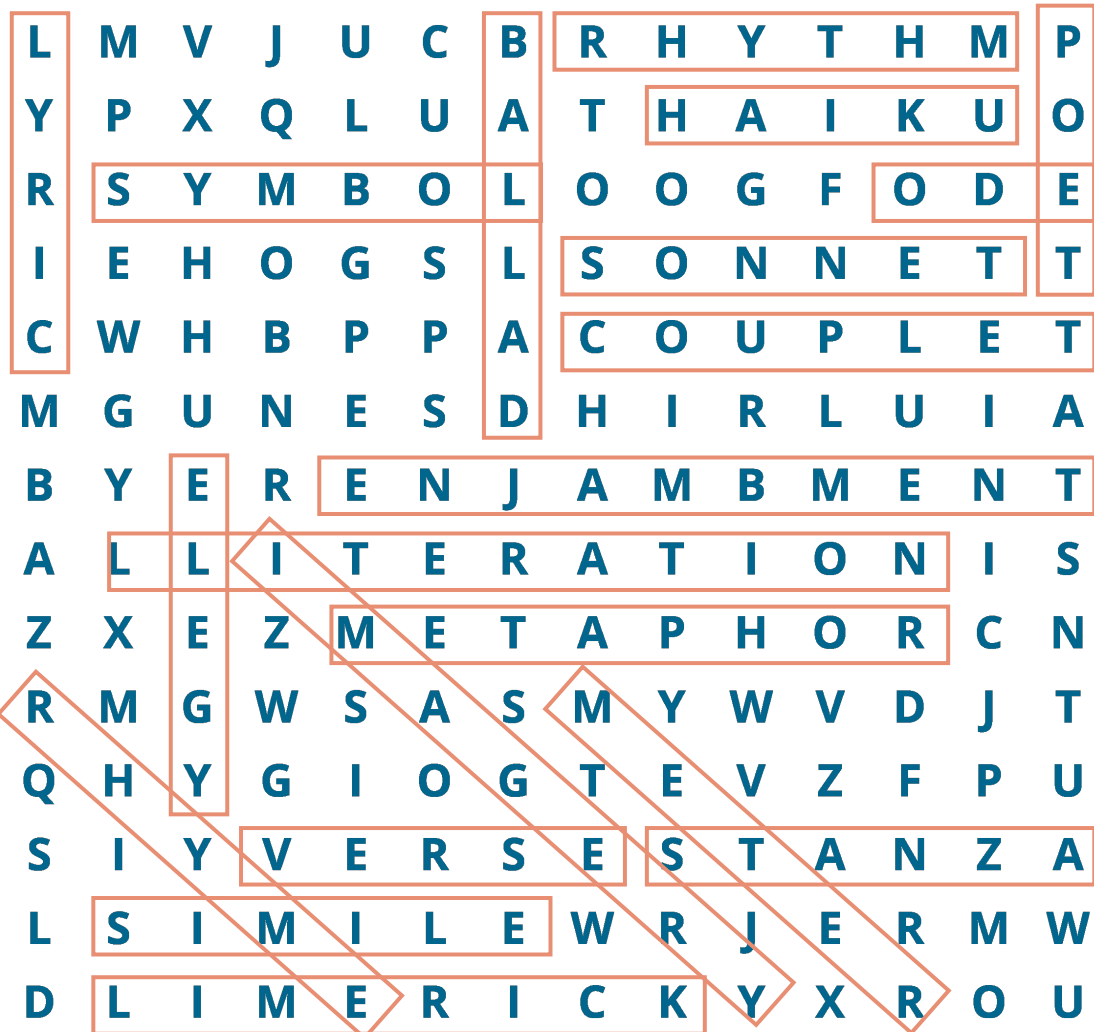 L M V J U C B R H Y T H M P
Y P X Q L U A T H A I K U O
R S Y M B O L O O G F O D E
I E H O G S L S O N N E T T
C W H B P P A C O U P L E T
M G U N E S D H I R L U I A
B Y E R E N J A M B M E N T
A L L I T E R A T I O N I S
Z X E Z M E T A P H O R C N
R M G W S A S M Y W V D J T
Q H Y G I O G T E V Z F P U
S I Y V E R S E S T A N Z A
L S I M I L E W R J E R M W
D L I M E R I C K Y X R O U